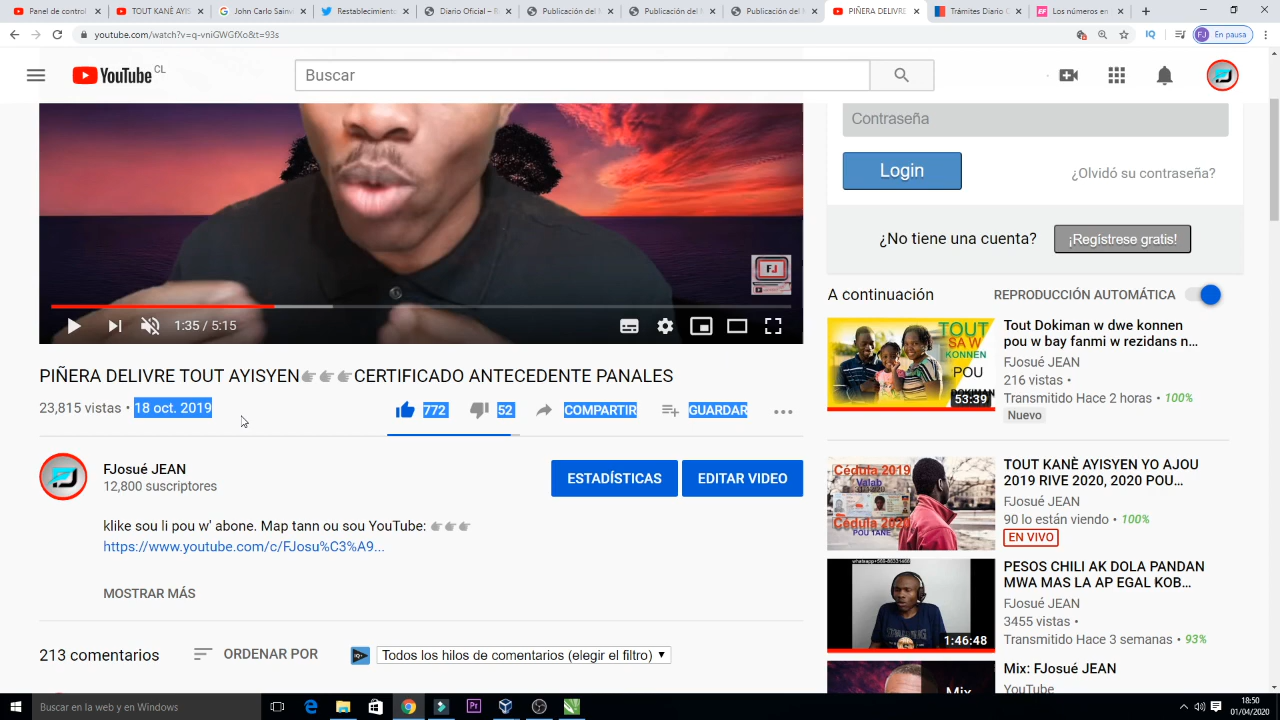 Panel de control d
TOUT KANÈ AYIS
John Carlo Sainv
Restablecimiento
Diario Oficial – R
Publicación del M
Publicación del M
Publicación del M
PIÑERA DELIVRE
Trámites Diario O
Los números en
youtube.com/watch?v=q-vniGWGfXo&t=93s
IQ
FJ En pausa
YouTube CL
Buscar
Contraseña
Login
¿Olvidó su contraseña?
¿No tiene una cuenta?
¡Regístrese gratis!
FJ
1:35 / 5:15
PIÑERA DELIVRE TOUT AYISYEN👉👉👉CERTIFICADO ANTECEDENTE PANALES
23,815 vistas • 18 oct. 2019
772 52 COMPARTIR GUARDAR
FJosué JEAN
12,800 suscriptores
ESTADÍSTICAS
EDITAR VIDEO
klike sou li pou w' abone. Map tann ou sou YouTube: 👉👉👉
https://www.youtube.com/c/FJosu%C3%A9...
MOSTRAR MÁS
213 comentarios
ORDENAR POR
Todos los hilos de comentarios (elegir el filtro)
A continuación
REPRODUCCIÓN AUTOMÁTICA
TOUT
SA W
KONNEN
POU
DOKIMAN
53:39
Tout Dokiman w dwe konnen
pou w bay fanmi w rezidans n...
FJosué JEAN
216 vistas •
Transmitido Hace 2 horas • 100%
Nuevo
Cédula 2019
Valab
Cédula 2020
POU TANE
TOUT KANÈ AYISYEN YO AJOU
2019 RIVE 2020, 2020 POU...
FJosué JEAN
90 lo están viendo • 100%
EN VIVO
1:46:48
PESOS CHILI AK DOLA PANDAN
MWA MAS LA AP EGAL KOB...
FJosué JEAN
3455 vistas •
Transmitido Hace 3 semanas • 93%
Mix
Mix: FJosué JEAN
YouTube
Buscar en la web y en Windows
18:50
01/04/2020